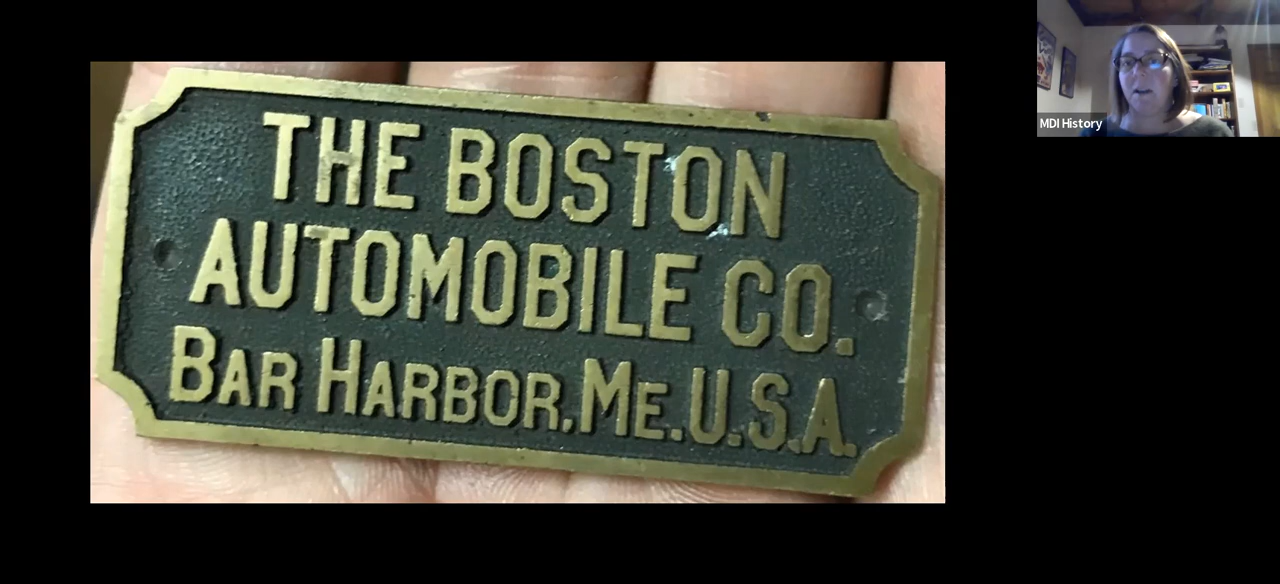 THE BOSTON
AUTOMOBILE CO.
BAR HARBOR, ME. U.S.A.
MDI History